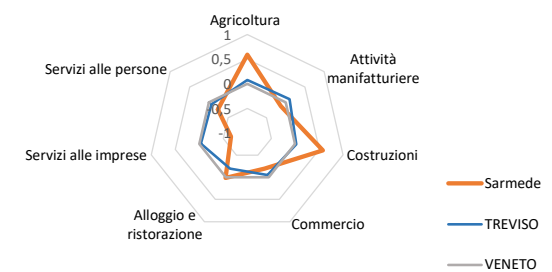 Agricoltura
1
0,5
0
-0,5
-1
Attività
manifatturiere
Costruzioni
Commercio
Alloggio e
ristorazione
Servizi alle imprese
Servizi alle persone
Sarmede
TREVISO
VENETO